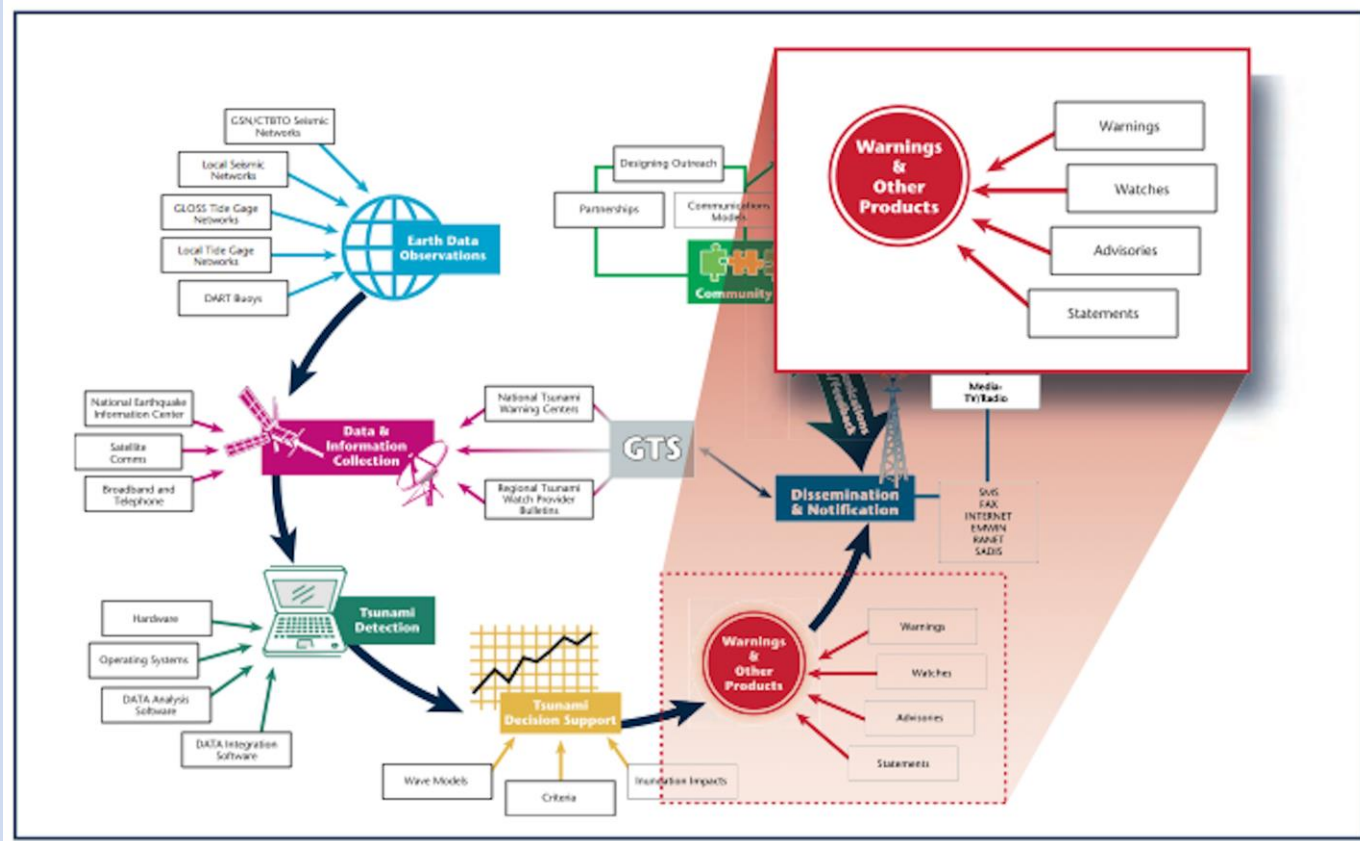 GSN/CTBTO Seismic
Networks
Local Seismic
Networks
GLOSS Tide Gage
Networks
Local Tide Gage
Networks
DART Buoys
Earth Data
Observations
Designing Outreach
Partnerships
Communications
Models
Community
Warnings
&
Other
Products
Warnings
Watches
Advisories
Statements
National Earthquake
Information Center
Satellite
Comms
Broadband and
Telephone
Data &
Information
Collection
National Tsunami
Warning Centers
Regional Tsunami
Watch Provider
Bulletins
GTS
Media-
TV/Radio
Dissemination
& Notification
SMS
FAX
INTERNET
EMWIN
RANET
SADIS
Hardware
Operating Systems
DATA Analysis
Software
DATA Integration
Software
Tsunami
Detection
Tsunami
Decision Support
Wave Models
Criteria
Inundation Impacts
Warnings
&
Other
Products
Warnings
Watches
Advisories
Statements